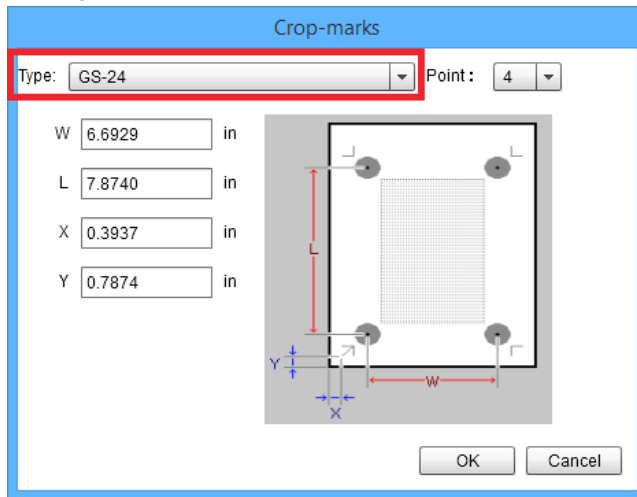 Crop-marks
Type: GS-24 Point: 4
W 6.6929 in
L 7.8740 in
X 0.3937 in
Y 0.7874 in
L
Y
W
X
OK Cancel